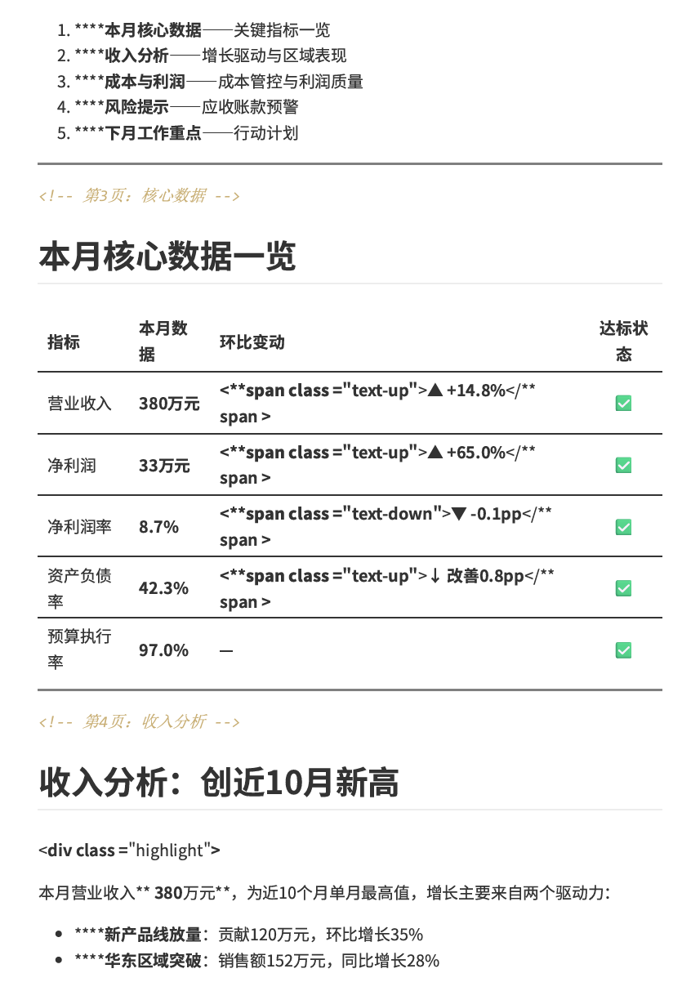 1. ****本月核心数据——关键指标一览
2. ****收入分析——增长驱动与区域表现
3. ****成本与利润——成本管控与利润质量
4. ****风险提示——应收账款预警
5. ****下月工作重点——行动计划
<!-- 第3页：核心数据 -->
本月核心数据一览
指标 本月数据 环比变动 达标状态
营业收入 380万元 <**span class ="text-up">▲ +14.8%</** span > ✅
净利润 33万元 <**span class ="text-up">▲ +65.0%</** span > ✅
净利润率 8.7% <**span class ="text-down">▼ -0.1pp</** span > ✅
资产负债率 42.3% <**span class ="text-up">↓ 改善0.8pp</** span > ✅
预算执行率 97.0% — ✅
<!-- 第4页：收入分析 -->
收入分析：创近10月新高
<div class ="highlight">
本月营业收入** 380万元**，为近10个月单月最高值，增长主要来自两个驱动力：
• ****新产品线放量：贡献120万元，环比增长35%
• ****华东区域突破：销售额152万元，同比增长28%